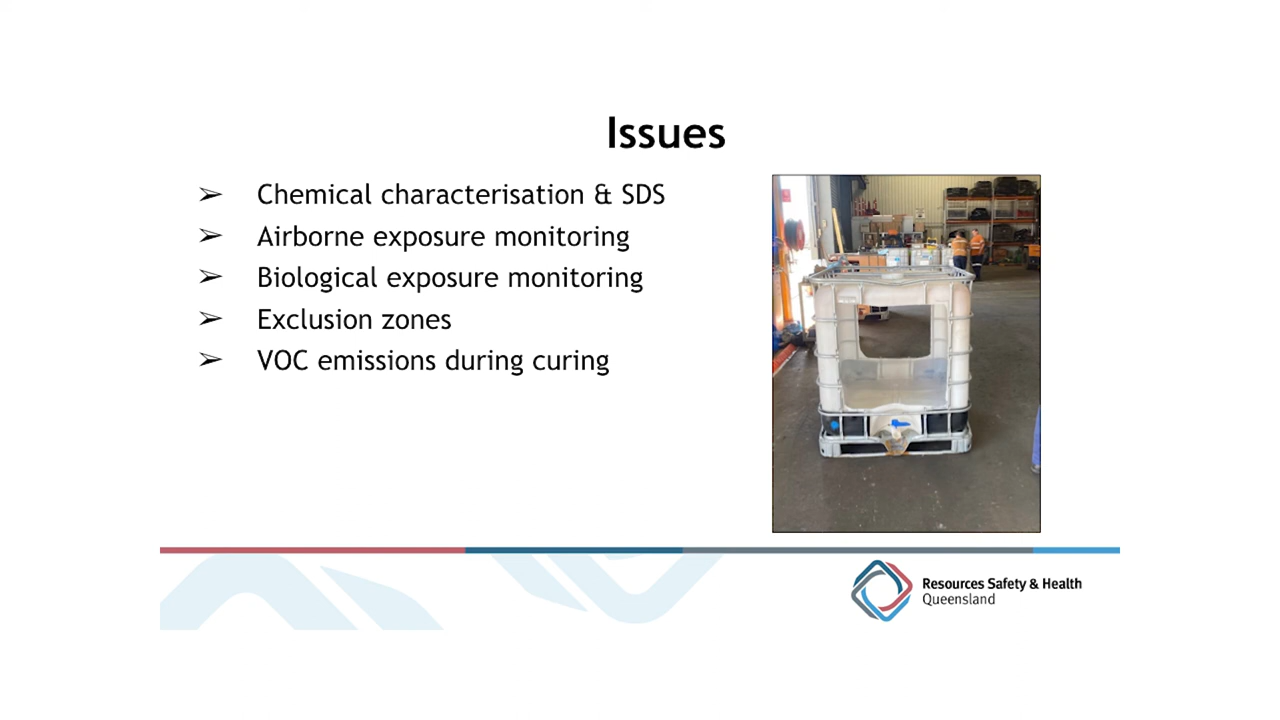 Issues
➢ Chemical characterisation & SDS
➢ Airborne exposure monitoring
➢ Biological exposure monitoring
➢ Exclusion zones
➢ VOC emissions during curing
Resources Safety & Health
Queensland